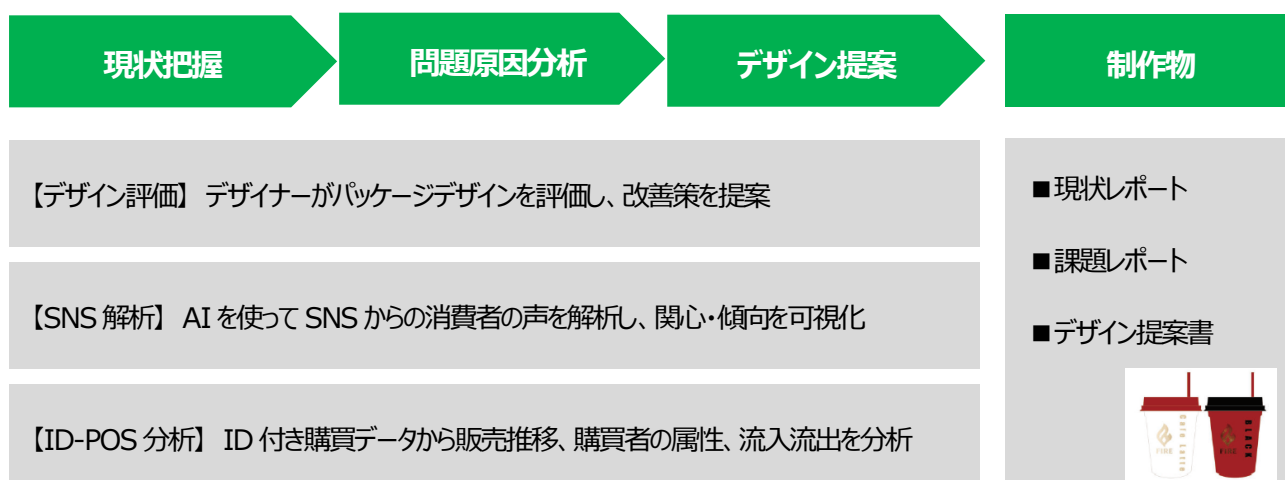 現状把握
問題原因分析
デザイン提案
制作物
【デザイン評価】 デザイナーがパッケージデザインを評価し、改善策を提案
【SNS 解析】 AI を使って SNS からの消費者の声を解析し、関心・傾向を可視化
【ID-POS 分析】 ID 付き購買データから販売推移、購買者の属性、流入流出を分析
■現状レポート
■課題レポート
■デザイン提案書
FIRE
FIRE
BLACK